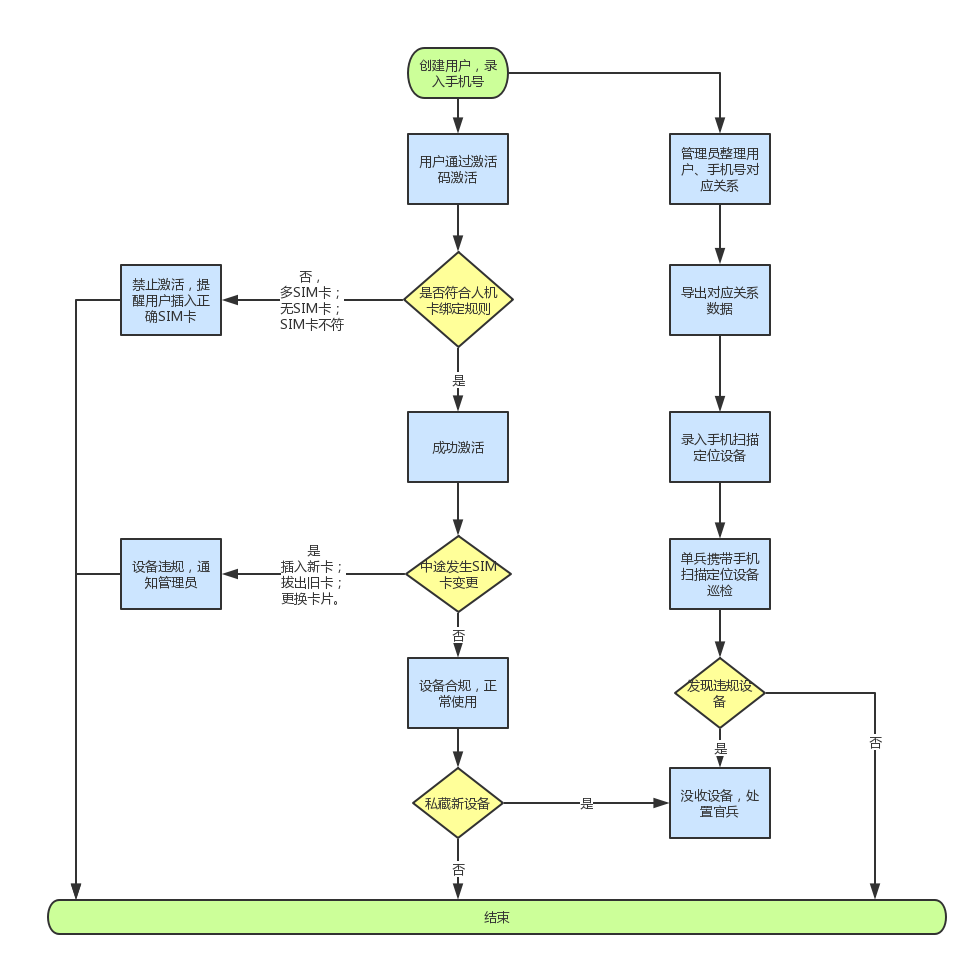 创建用户，录
入手机号
用户通过激活
码激活
管理员整理用
户、手机号对
应关系
禁止激活，提
醒用户插入正
确SIM卡
否，
多SIM卡；
无SIM卡；
SIM卡不符
是否符合人机
卡绑定规则
导出对应关系
数据
是
成功激活
录入手机扫描
定位设备
设备违规，通
知管理员
是
插入新卡；
拔出旧卡；
更换卡片。
中途发生SIM
卡变更
单兵携带手机
扫描定位设备
巡检
否
设备合规，正
常使用
发现违规设
备
是
否
私藏新设备
是
没收设备，处
置官兵
否
结束